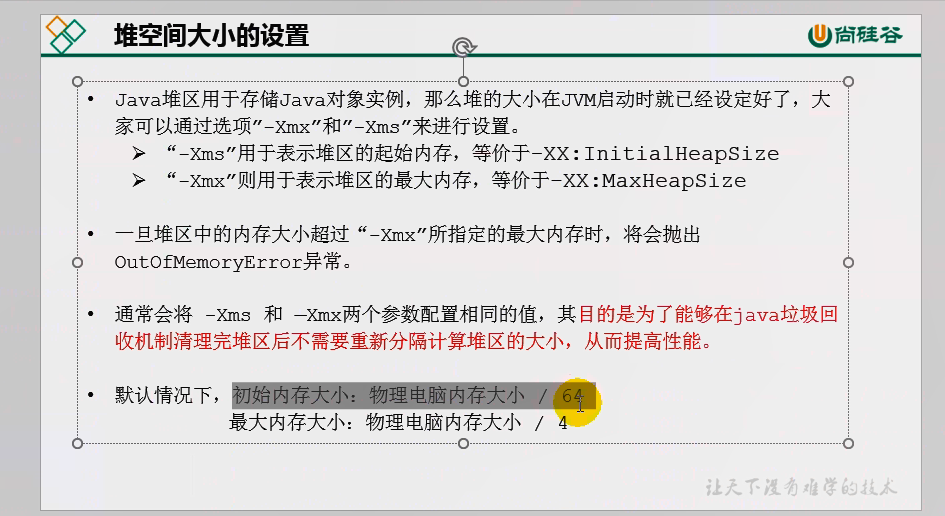 堆空间大小的设置
尚硅谷
• Java堆区用于存储Java对象实例，那么堆的大小在JVM启动时就已经设定好了，大
家可以通过选项”-Xmx”和”-Xms”来进行设置。
➢ “-Xms”用于表示堆区的起始内存，等价于-XX:InitialHeapSize
➢ “-Xmx”则用于表示堆区的最大内存，等价于-XX:MaxHeapSize
• 一旦堆区中的内存大小超过“-Xmx”所指定的最大内存时，将会抛出
OutOfMemoryError异常。
• 通常会将 -Xms 和 –Xmx两个参数配置相同的值，其目的是为了能够在java垃圾回
收机制清理完堆区后不需要重新分隔计算堆区的大小，从而提高性能。
• 默认情况下，初始内存大小：物理电脑内存大小 / 64
最大内存大小：物理电脑内存大小 / 4
让天下没有难学的技术